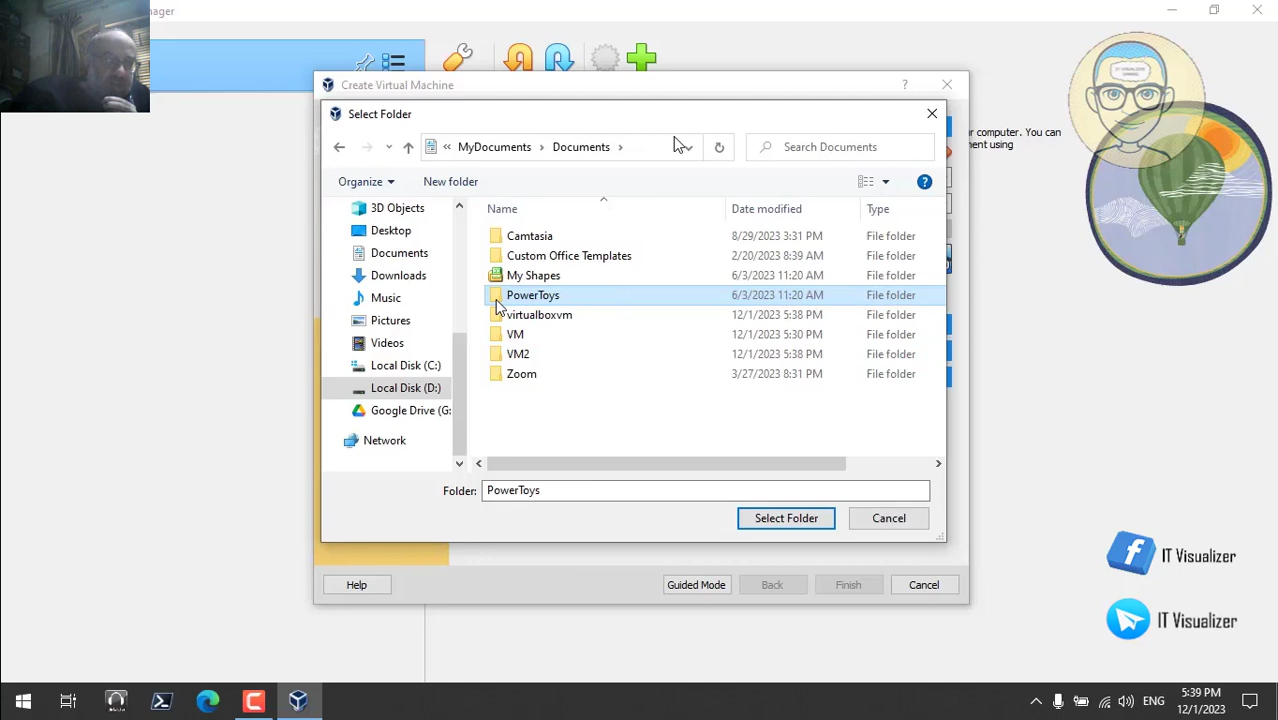 ager
Create Virtual Machine
?
Select Folder
« MyDocuments > Documents >
Search Documents
Organize
New folder
Name
Date modified
Type
3D Objects
Desktop
Documents
Downloads
Music
Pictures
Videos
Local Disk (C:)
Local Disk (D:)
Google Drive (G:
Network
Camtasia 8/29/2023 3:31 PM File folder
Custom Office Templates 2/20/2023 8:39 AM File folder
My Shapes 6/3/2023 11:20 AM File folder
PowerToys 6/3/2023 11:20 AM File folder
virtualboxvm 12/1/2023 5:38 PM File folder
VM 12/1/2023 5:30 PM File folder
VM2 12/1/2023 5:38 PM File folder
Zoom 3/27/2023 8:31 PM File folder
Folder: PowerToys
Select Folder
Cancel
Help
Guided Mode
Back
Finish
Cancel
our computer. You can
ment using
IT VISUALIZER
IT Visualizer
IT Visualizer
ENG
5:39 PM
12/1/2023